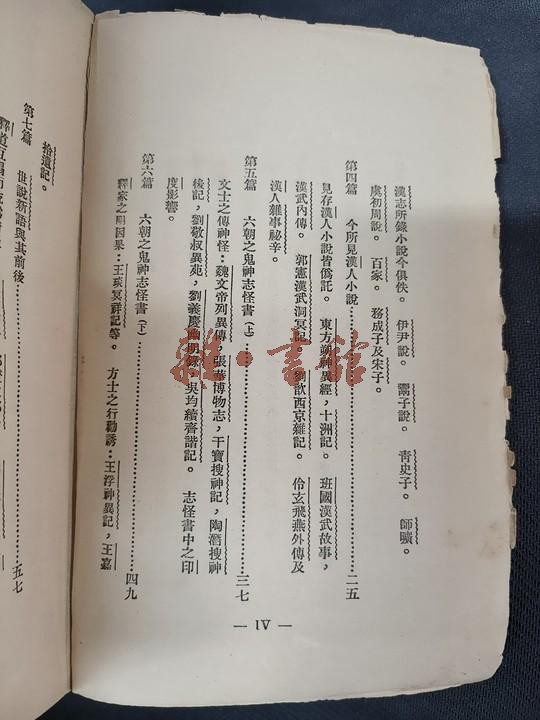 漢志所錄小說今俱佚。 伊尹說。 鬻子說。 靑史子。 師曠。
虞初周說。 百家。 務成子及宋子。
第四篇 今所見漢人小說……………………二五
見存漢人小說皆僞託。 東方朔神異經，十洲記。 班固漢武故事，
漢武內傳。 郭憲漢武洞冥記。 劉歆西京雜記。 伶玄飛燕外傳及
漢人雜事祕辛。
第五篇 六朝之鬼神志怪書(上)……………………三七
文士之傳神怪：魏文帝列異傳，張華博物志，干寶搜神記，陶潛搜神
後記，劉敬叔異苑，劉義慶幽明錄，吳均續齊諧記。 志怪書中之印
度影響。
第六篇 六朝之鬼神志怪書(下)……………………四九
釋家之明因果：王琰冥祥記等。 方士之行勸誘：王浮神異記，王嘉
拾遺記。
第七篇 世說新語與其前後……………………五七
— IV —
書龍